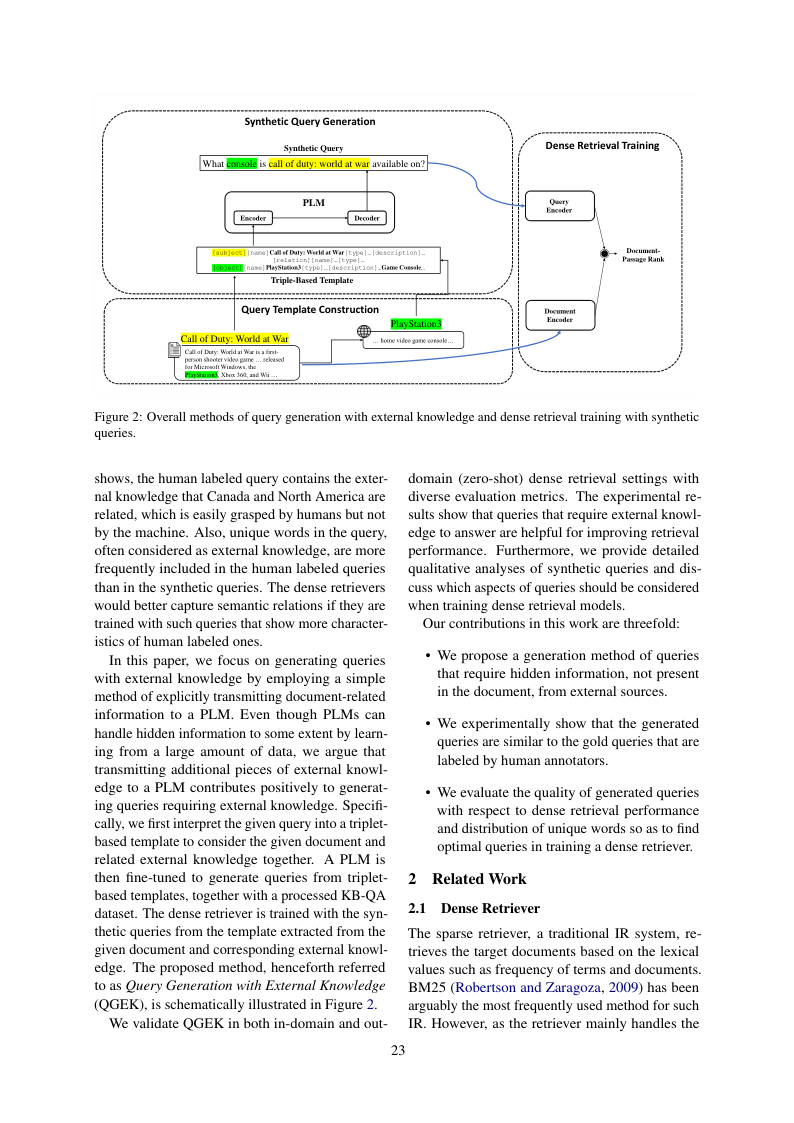 Synthetic Query Generation
Synthetic Query
What console is call of duty: world at war available on?
PLM
Encoder
Decoder
[subject][name]Call of Duty: World at War[type]…[description]…
[relation][name]…[type]…
[object][name]PlayStation3[type]…[description]…Game Console…
Triple-Based Template
Query Template Construction
Call of Duty: World at War
Call of Duty: World at War is a first-
person shooter video game … released
for Microsoft Windows, the
PlayStation3, Xbox 360, and Wii …
PlayStation3
… home video game console…
Dense Retrieval Training
Query
Encoder
Document-
Passage Rank
Document
Encoder
Figure 2: Overall methods of query generation with external knowledge and dense retrieval training with synthetic
queries.
shows, the human labeled query contains the exter-
nal knowledge that Canada and North America are
related, which is easily grasped by humans but not
by the machine. Also, unique words in the query,
often considered as external knowledge, are more
frequently included in the human labeled queries
than in the synthetic queries. The dense retrievers
would better capture semantic relations if they are
trained with such queries that show more character-
istics of human labeled ones.
In this paper, we focus on generating queries
with external knowledge by employing a simple
method of explicitly transmitting document-related
information to a PLM. Even though PLMs can
handle hidden information to some extent by learn-
ing from a large amount of data, we argue that
transmitting additional pieces of external knowl-
edge to a PLM contributes positively to generat-
ing queries requiring external knowledge. Specifi-
cally, we first interpret the given query into a triplet-
based template to consider the given document and
related external knowledge together. A PLM is
then fine-tuned to generate queries from triplet-
based templates, together with a processed KB-QA
dataset. The dense retriever is trained with the syn-
thetic queries from the template extracted from the
given document and corresponding external knowl-
edge. The proposed method, henceforth referred
to as Query Generation with External Knowledge
(QGEK), is schematically illustrated in Figure 2.
We validate QGEK in both in-domain and out-
domain (zero-shot) dense retrieval settings with
diverse evaluation metrics. The experimental re-
sults show that queries that require external knowl-
edge to answer are helpful for improving retrieval
performance. Furthermore, we provide detailed
qualitative analyses of synthetic queries and dis-
cuss which aspects of queries should be considered
when training dense retrieval models.
Our contributions in this work are threefold:
• We propose a generation method of queries
that require hidden information, not present
in the document, from external sources.
• We experimentally show that the generated
queries are similar to the gold queries that are
labeled by human annotators.
• We evaluate the quality of generated queries
with respect to dense retrieval performance
and distribution of unique words so as to find
optimal queries in training a dense retriever.
2 Related Work
2.1 Dense Retriever
The sparse retriever, a traditional IR system, re-
trieves the target documents based on the lexical
values such as frequency of terms and documents.
BM25 (Robertson and Zaragoza, 2009) has been
arguably the most frequently used method for such
IR. However, as the retriever mainly handles the
23